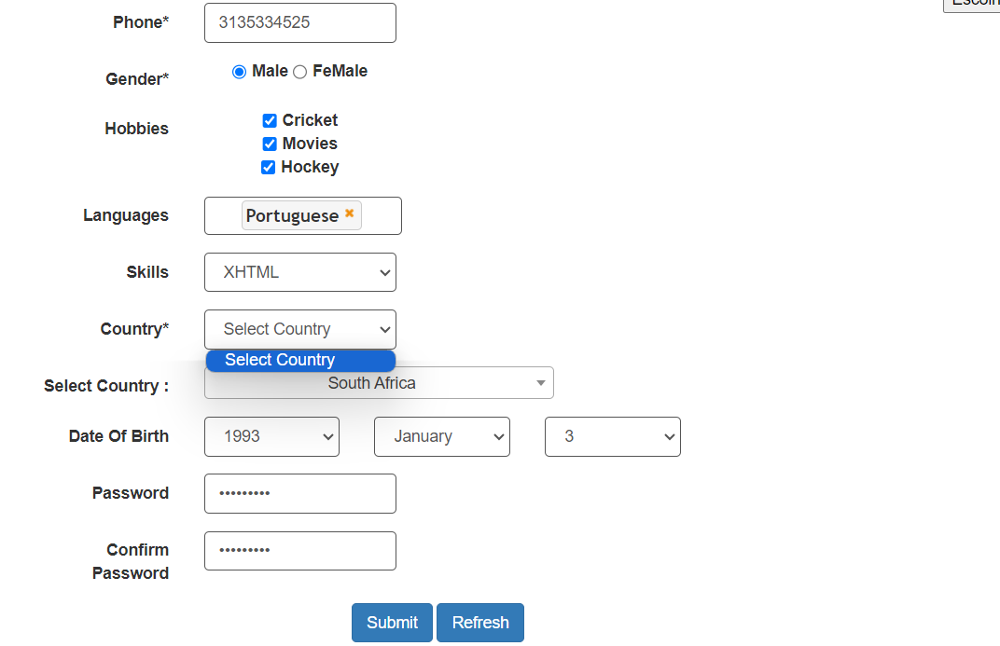 Escolh
Phone* 3135334525
Gender* Male FeMale
Hobbies Cricket
Movies
Hockey
Languages Portuguese
Skills XHTML
Country* Select Country
Select Country
Select Country : South Africa
Date Of Birth 1993 January 3
Password •••••••••
Confirm Password •••••••••
Submit Refresh